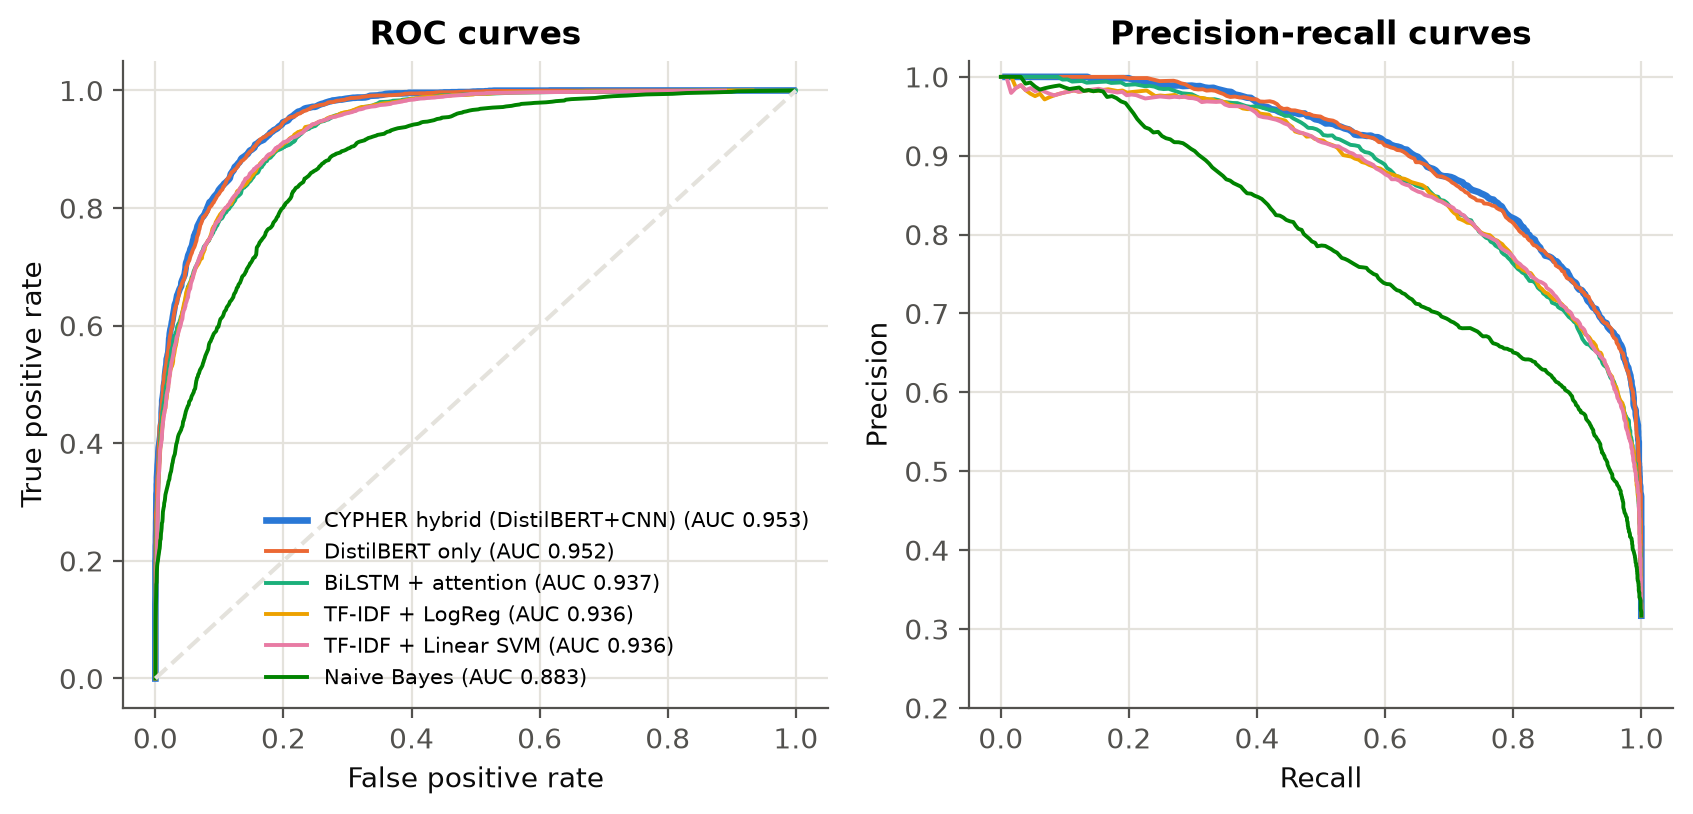 ROC curves
1.0
0.8
0.6
0.4
0.2
0.0
True positive rate
CYPHER hybrid (DistilBERT+CNN) (AUC 0.953)
DistilBERT only (AUC 0.952)
BiLSTM + attention (AUC 0.937)
TF-IDF + LogReg (AUC 0.936)
TF-IDF + Linear SVM (AUC 0.936)
Naive Bayes (AUC 0.883)
0.0 0.2 0.4 0.6 0.8 1.0
False positive rate
Precision-recall curves
1.0
0.9
0.8
0.7
0.6
0.5
0.4
0.3
0.2
Precision
0.0 0.2 0.4 0.6 0.8 1.0
Recall